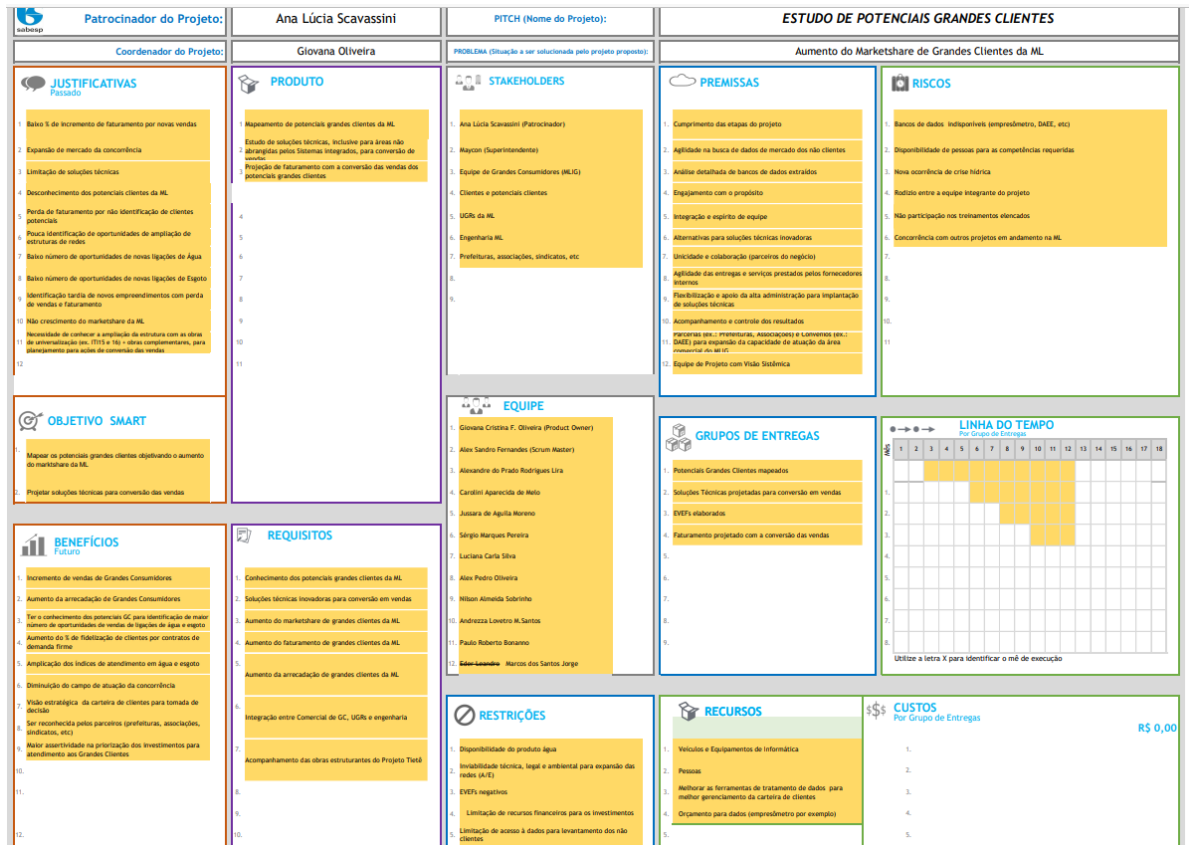 sabesp
Patrocinador do Projeto:
Ana Lúcia Scavassini
PITCH (Nome do Projeto):
ESTUDO DE POTENCIAIS GRANDES CLIENTES
Coordenador do Projeto:
Giovana Oliveira
PROBLEMA (Situação a ser solucionada pelo projeto proposto):
Aumento do Marketshare de Grandes Clientes da ML
JUSTIFICATIVAS
Passado
1 Baixo % de incremento de faturamento por novas vendas
2 Expansão de mercado da concorrência
3 Limitação de soluções técnicas
4 Desconhecimento dos potenciais clientes da ML
5 Perda de faturamento por não identificação de clientes
potenciais
6 Pouca identificação de oportunidades de ampliação de
estruturas de redes
7 Baixo número de oportunidades de novas ligações de Água
8 Baixo número de oportunidades de novas ligações de Esgoto
9 Identificação tardia de novos empreendimentos com perda
de vendas e faturamento
10 Não crescimento do marketshare da ML
11 Necessidade de conhecer a ampliação da estrutura com as obras
de universalização (ex. ITI15 e 16) + obras complementares, para
planejamento para ações de conversão das vendas
12
PRODUTO
1 Mapeamento de potenciais grandes clientes da ML
2 Estudo de soluções técnicas, inclusive para áreas não
abrangidas pelos Sistemas Integrados, para conversão de
vendas
3 Projeção de faturamento com a conversão das vendas dos
potenciais grandes clientes
4
5
6
7
8
9
10
11
STAKEHOLDERS
1. Ana Lúcia Scavassini (Patrocinador)
2. Maycon (Superintendente)
3. Equipe de Grandes Consumidores (MLIG)
4. Clientes e potenciais clientes
5. UGRs da ML
6. Engenharia ML
7. Prefeituras, associações, sindicatos, etc
8.
9.
PREMISSAS
1. Cumprimento das etapas do projeto
2. Agilidade na busca de dados de mercado dos não clientes
3. Análise detalhada de bancos de dados extraídos
4. Engajamento com o propósito
5. Integração e espírito de equipe
6. Alternativas para soluções técnicas inovadoras
7. Unicidade e colaboração (parceiros do negócio)
8. Agilidade das entregas e serviços prestados pelos fornecedores
internos
9. Flexibilização e apoio da alta administração para implantação
de soluções técnicas
10. Acompanhamento e controle dos resultados
11. Parcerias (ex.: Prefeituras, Associações) e Convênios (ex.:
DAEE) para expansão da capacidade de atuação da área
comercial do MLIG
12. Equipe de Projeto com Visão Sistêmica
RISCOS
1. Bancos de dados indisponíveis (empresômetro, DAEE, etc)
2. Disponibilidade de pessoas para as competências requeridas
3. Nova ocorrência de crise hídrica
4. Rodízio entre a equipe integrante do projeto
5. Não participação nos treinamentos elencados
6. Concorrência com outros projetos em andamento na ML
7.
8.
9.
10.
11
OBJETIVO SMART
1. Mapear os potenciais grandes clientes objetivando o aumento
do marktshare da ML
2. Projetar soluções técnicas para conversão das vendas
EQUIPE
1. Giovana Cristina F. Oliveira (Product Owner)
2. Alex Sandro Fernandes (Scrum Master)
3. Alexandre do Prado Rodrigues Lira
4. Carolini Aparecida de Melo
5. Jussara de Aguila Moreno
6. Sérgio Marques Pereira
7. Luciana Carla Silva
8. Alex Pedro Oliveira
9. Nilson Almeida Sobrinho
10. Andrezza Lovetro M.Santos
11. Paulo Roberto Bonanno
12. Eder Leandro Marcos dos Santos Jorge
GRUPOS DE ENTREGAS
1. Potenciais Grandes Clientes mapeados
2. Soluções Técnicas projetadas para conversão em vendas
3. EVEFs elaborados
4. Faturamento projetado com a conversão das vendas
5.
6.
7.
8.
9.
LINHA DO TEMPO
Por Grupo de Entregas
Mês 1 2 3 4 5 6 7 8 9 10 11 12 13 14 15 16 17 18
1.
2.
3.
4.
5.
6.
7.
8.
Utilize a letra X para identificar o mê de execução
BENEFÍCIOS
Futuro
1. Incremento de vendas de Grandes Consumidores
2. Aumento da arrecadação de Grandes Consumidores
3. Ter o conhecimento dos potenciais GC para identificação de maior
número de oportunidades de vendas de ligações de água e esgoto
4. Aumento do % de fidelização de clientes por contratos de
demanda firme
5. Amplicação dos índices de atendimento em água e esgoto
6. Diminuição do campo de atuação da concorrência
7. Visão estratégica da carteira de clientes para tomada de
decisão
8. Ser reconhecida pelos parceiros (prefeituras, associações,
sindicatos, etc)
9. Maior assertividade na priorização dos investimentos para
atendimento aos Grandes Clientes
10.
11.
12.
REQUISITOS
1. Conhecimento dos potenciais grandes clientes da ML
2. Soluções técnicas inovadoras para conversão em vendas
3. Aumento do marketshare de grandes clientes da ML
4. Aumento do faturamento de grandes clientes da ML
5. Aumento da arrecadação de grandes clientes da ML
6. Integração entre Comercial de GC, UGRs e engenharia
7. Acompanhamento das obras estruturantes do Projeto Tietê
8.
9.
10.
RESTRIÇÕES
1. Disponibilidade do produto água
2. Inviabilidade técnica, legal e ambiental para expansão das
redes (A/E)
3. EVEFs negativos
4. Limitação de recursos financeiros para os investimentos
5. Limitação de acesso à dados para levantamento dos não
clientes
RECURSOS
1. Veículos e Equipamentos de Informática
2. Pessoas
3. Melhorar as ferramentas de tratamento de dados para
melhor gerenciamento da carteira de clientes
4. Orçamento para dados (empresômetro por exemplo)
5.
$$$ CUSTOS
Por Grupo de Entregas
R$ 0,00
1.
2.
3.
4.
5.